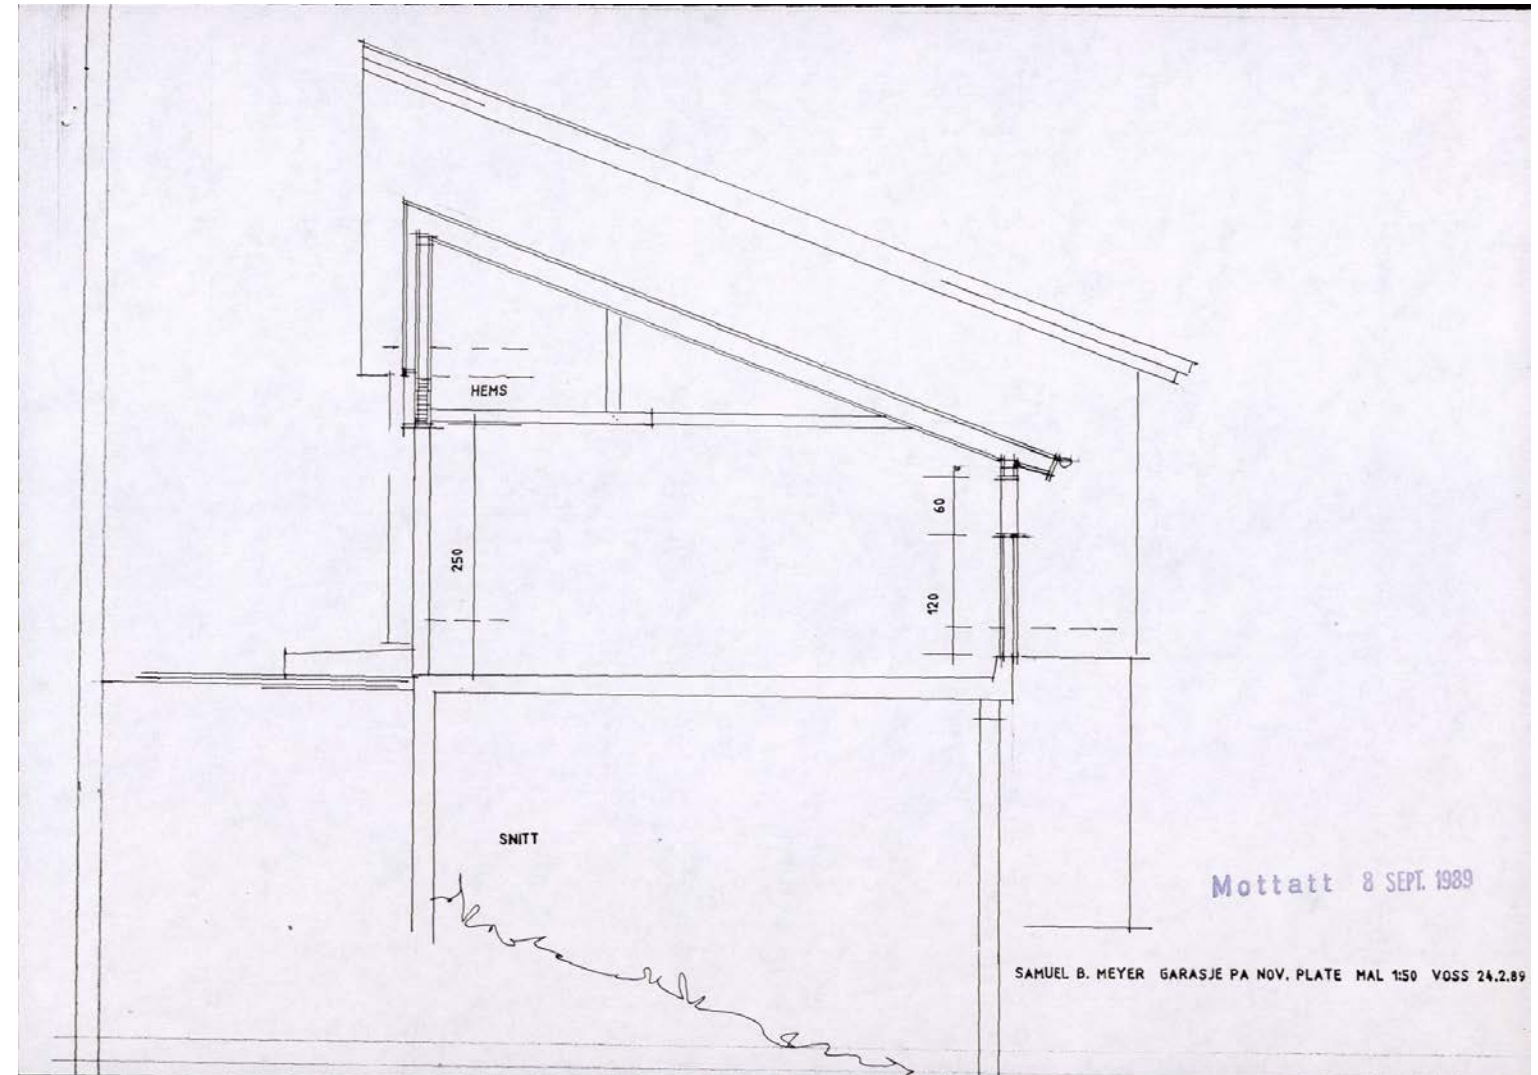 HEMS
60
250
120
SNITT
Mottatt 8 SEPT. 1989
SAMUEL B. MEYER GARASJE PA NOV. PLATE MAL 1:50 VOSS 24.2.89